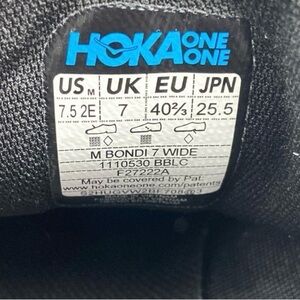 HOKA ONE ONE
US M UK EU JPN
7.5 2E 7 40⅔ 25.5
M BONDI 7 WIDE
1110530 BBLC
F27222A
May be covered by Pat.
www.hokaoneone.com/patents